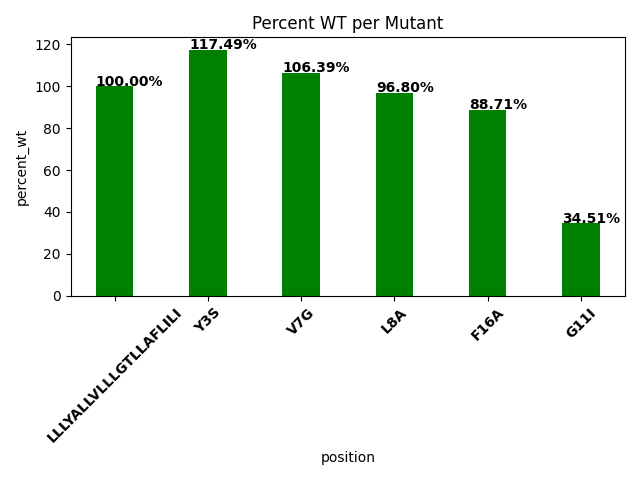 Percent WT per Mutant
percent_wt
120
100
80
60
40
20
0
100.00%
117.49%
106.39%
96.80%
88.71%
34.51%
LLLYALLVLLLGTLLAFLILI
Y3S
V7G
L8A
F16A
G11I
position